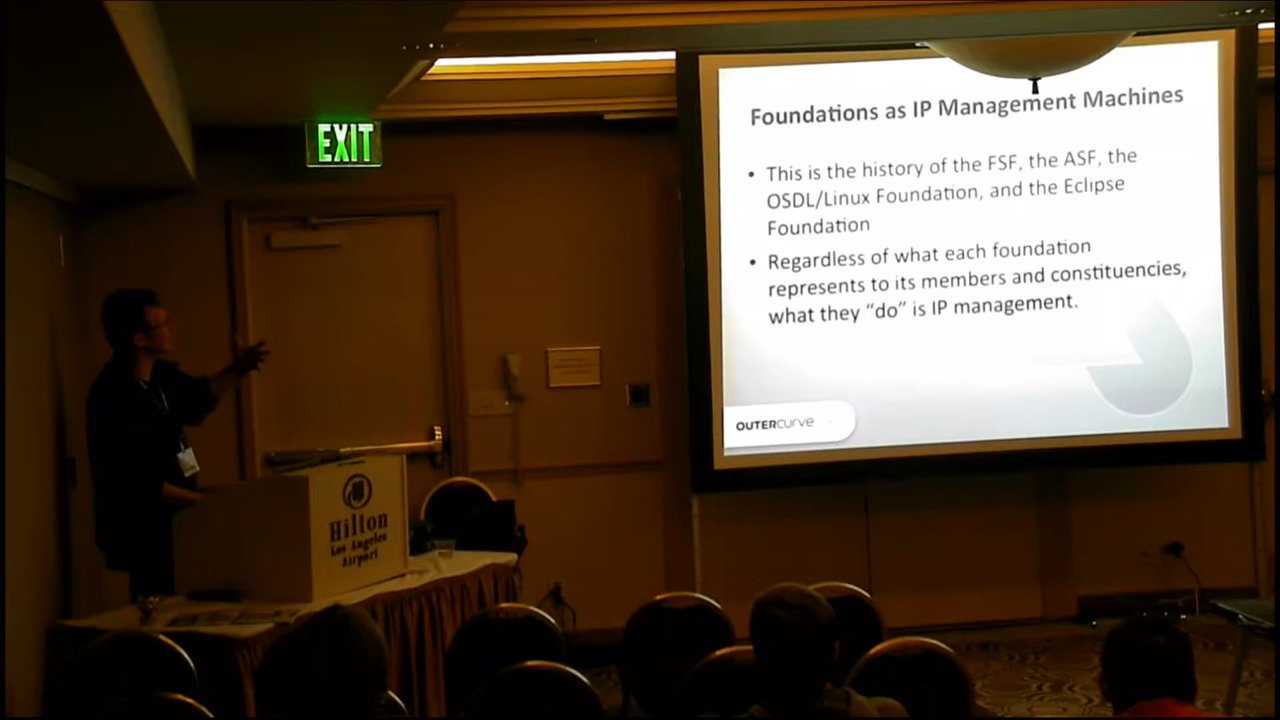 EXIT
Foundations as IP Management Machines
• This is the history of the FSF, the ASF, the
OSDL/Linux Foundation, and the Eclipse
Foundation
• Regardless of what each foundation
represents to its members and constituencies,
what they “do” is IP management.
OUTERCURVE
Hilton
Los Angeles
Airport